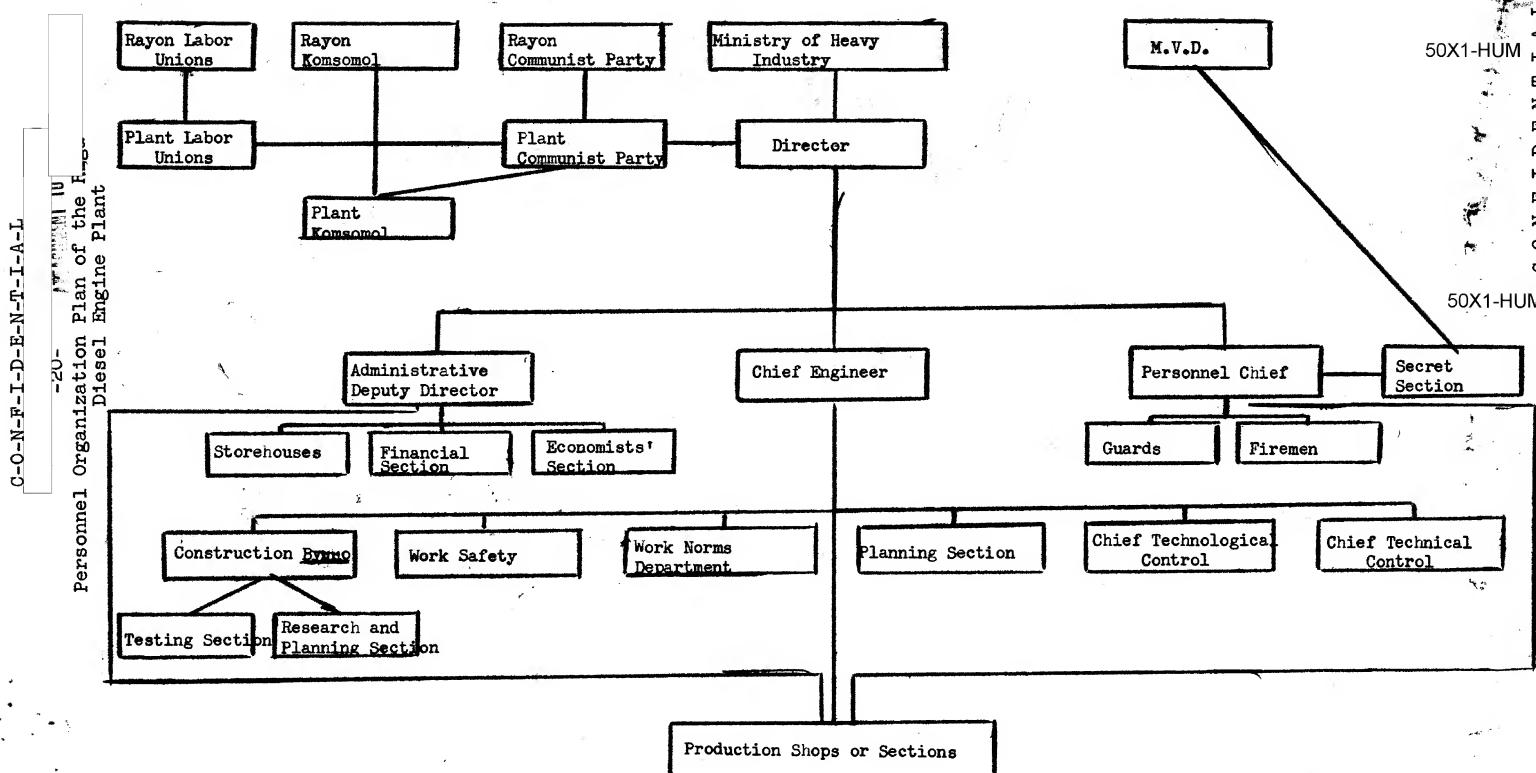 Rayon Labor
Unions
Rayon
Komsomol
Rayon
Communist Party
Ministry of Heavy
Industry
M.V.D.
50X1-HUM
Plant Labor
Unions
Plant
Communist Party
Director
Plant
Komsomol
50X1-HUM
C-O-N-F-I-D-E-N-T-I-A-L
-20-
Personnel Organization Plan of the
Diesel Engine Plant
Administrative
Deputy Director
Chief Engineer
Personnel Chief
Secret
Section
Storehouses
Financial
Section
Economists'
Section
Guards
Firemen
Construction
Work Safety
Work Norms
Department
Planning Section
Chief Technological
Control
Chief Technical
Control
Testing Section
Research and
Planning Section
Production Shops or Sections